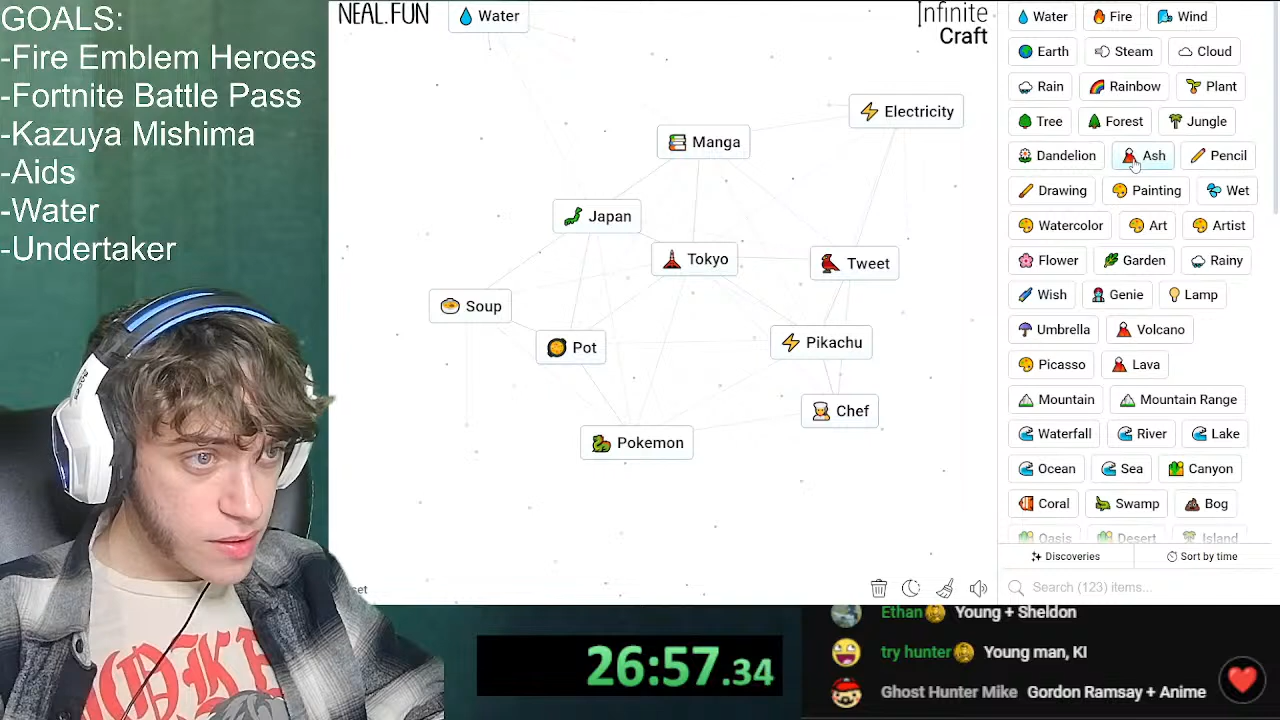 GOALS:
-Fire Emblem Heroes
-Fortnite Battle Pass
-Kazuya Mishima
-Aids
-Water
-Undertaker
NEAL.FUN
Water
Infinite
Craft
Electricity
Manga
Japan
Tokyo
Tweet
Soup
Pot
Pikachu
Chef
Pokemon
Water Fire Wind
Earth Steam Cloud
Rain Rainbow Plant
Tree Forest Jungle
Dandelion Ash Pencil
Drawing Painting Wet
Watercolor Art Artist
Flower Garden Rainy
Wish Genie Lamp
Umbrella Volcano
Picasso Lava
Mountain Mountain Range
Waterfall River Lake
Ocean Sea Canyon
Coral Swamp Bog
Oasis Desert Island
Discoveries Sort by time
Search (123) items...
set
26:57.34
Ethan Young + Sheldon
try hunter Young man, KI
Ghost Hunter Mike Gordon Ramsay + Anime